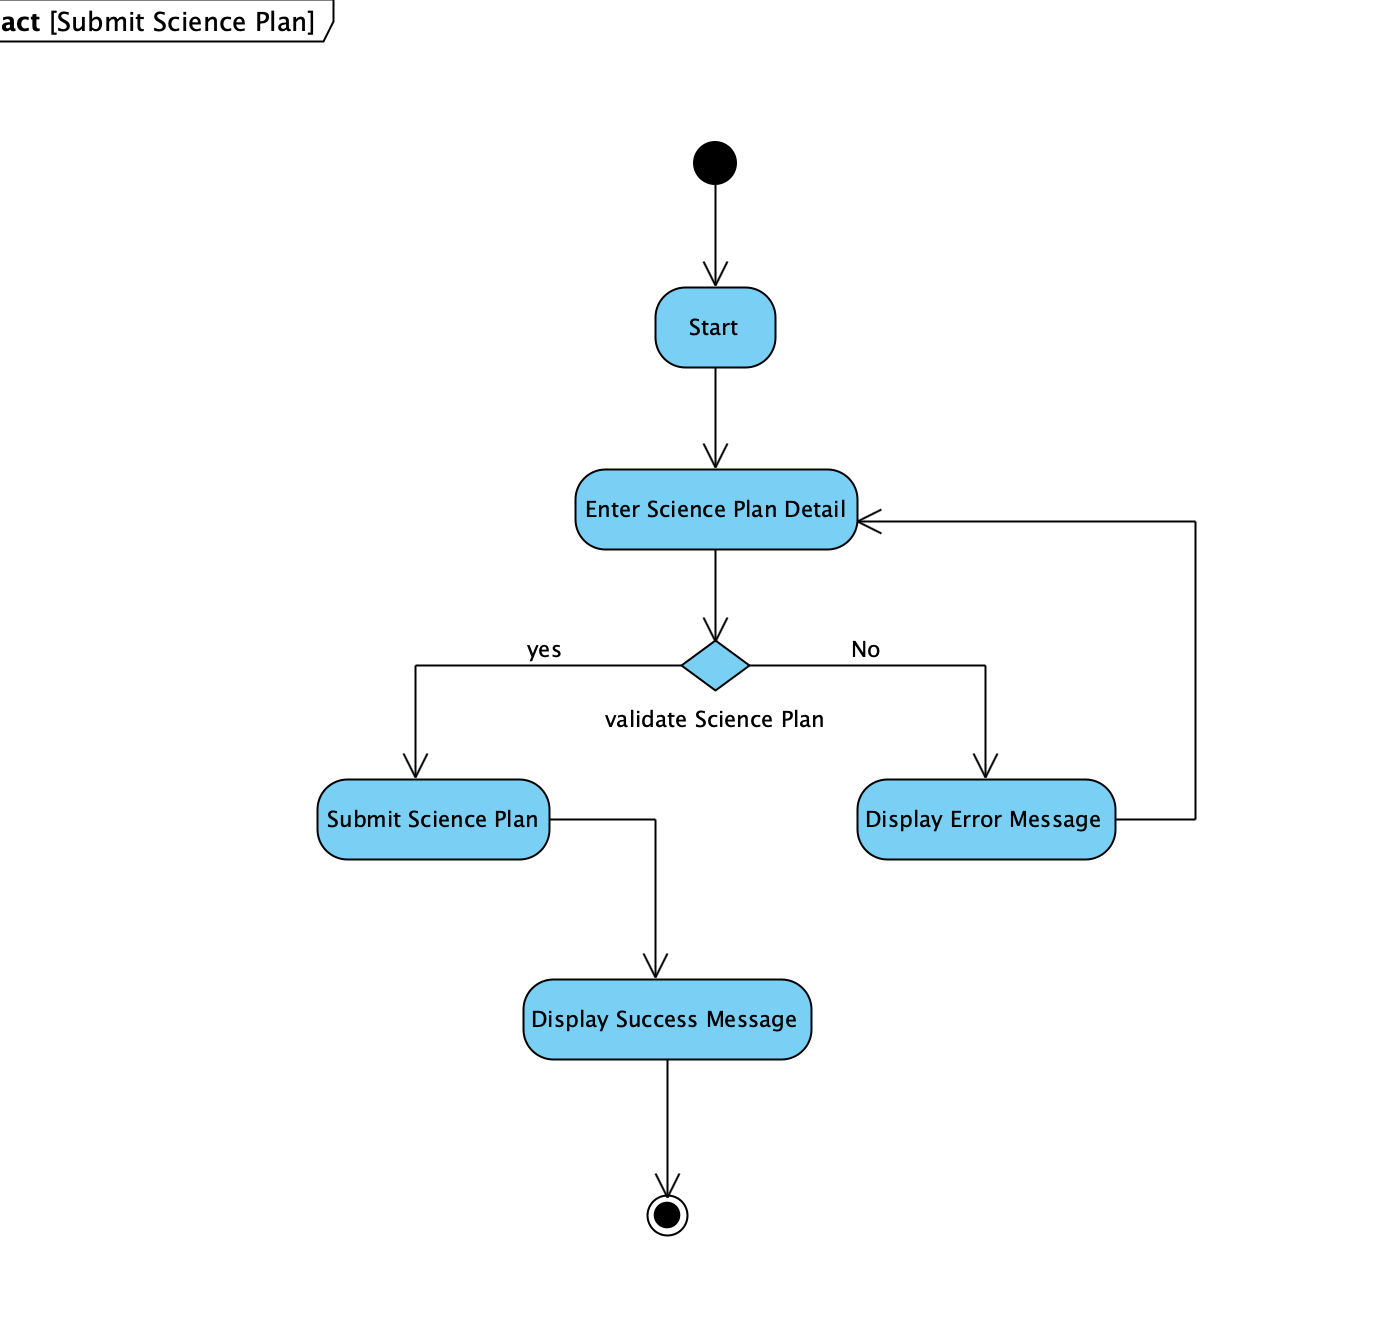 act [Submit Science Plan]
Start
Enter Science Plan Detail
yes
No
validate Science Plan
Submit Science Plan
Display Error Message
Display Success Message